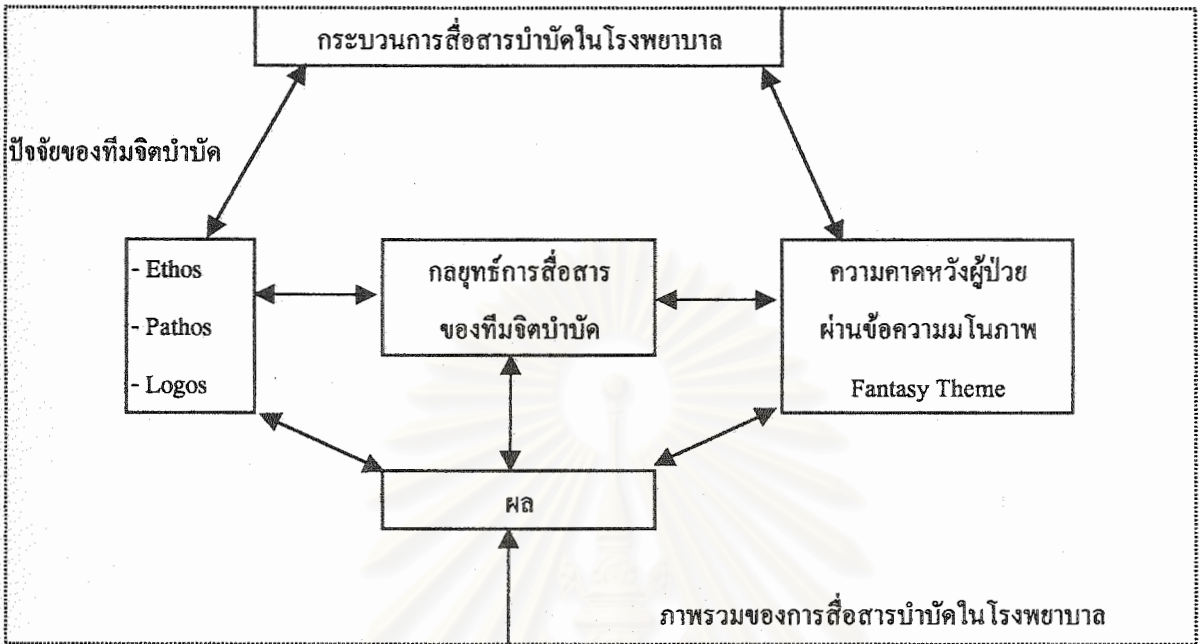 กระบวนการสื่อสารบำบัดในโรงพยาบาล
ปัจจัยของทีมจิตบำบัด
- Ethos
- Pathos
- Logos
กลยุทธ์การสื่อสาร
ของทีมจิตบำบัด
ความคาดหวังผู้ป่วย
ผ่านข้อความมโนภาพ
Fantasy Theme
ผล
ภาพรวมของการสื่อสารบำบัดในโรงพยาบาล